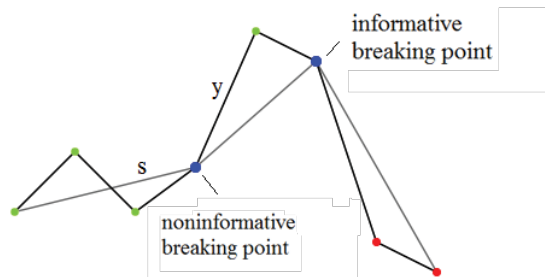 informative
breaking point
y
s
noninformative
breaking point